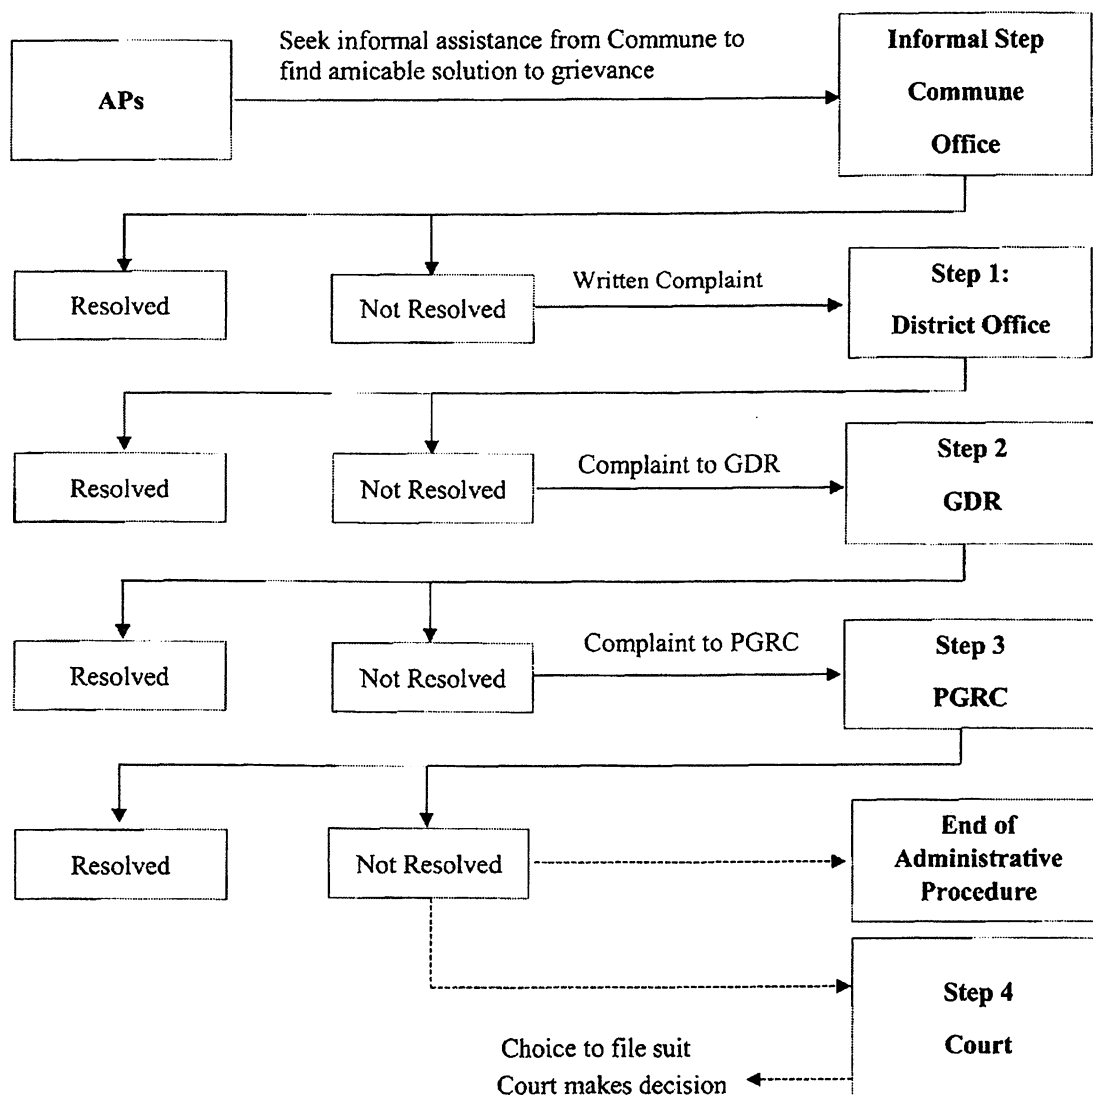 Seek informal assistance from Commune to
find amicable solution to grievance
APs
Informal Step
Commune
Office
Resolved
Not Resolved
Written Complaint
Step 1:
District Office
Resolved
Not Resolved
Complaint to GDR
Step 2
GDR
Resolved
Not Resolved
Complaint to PGRC
Step 3
PGRC
Resolved
Not Resolved
End of
Administrative
Procedure
Step 4
Court
Choice to file suit
Court makes decision